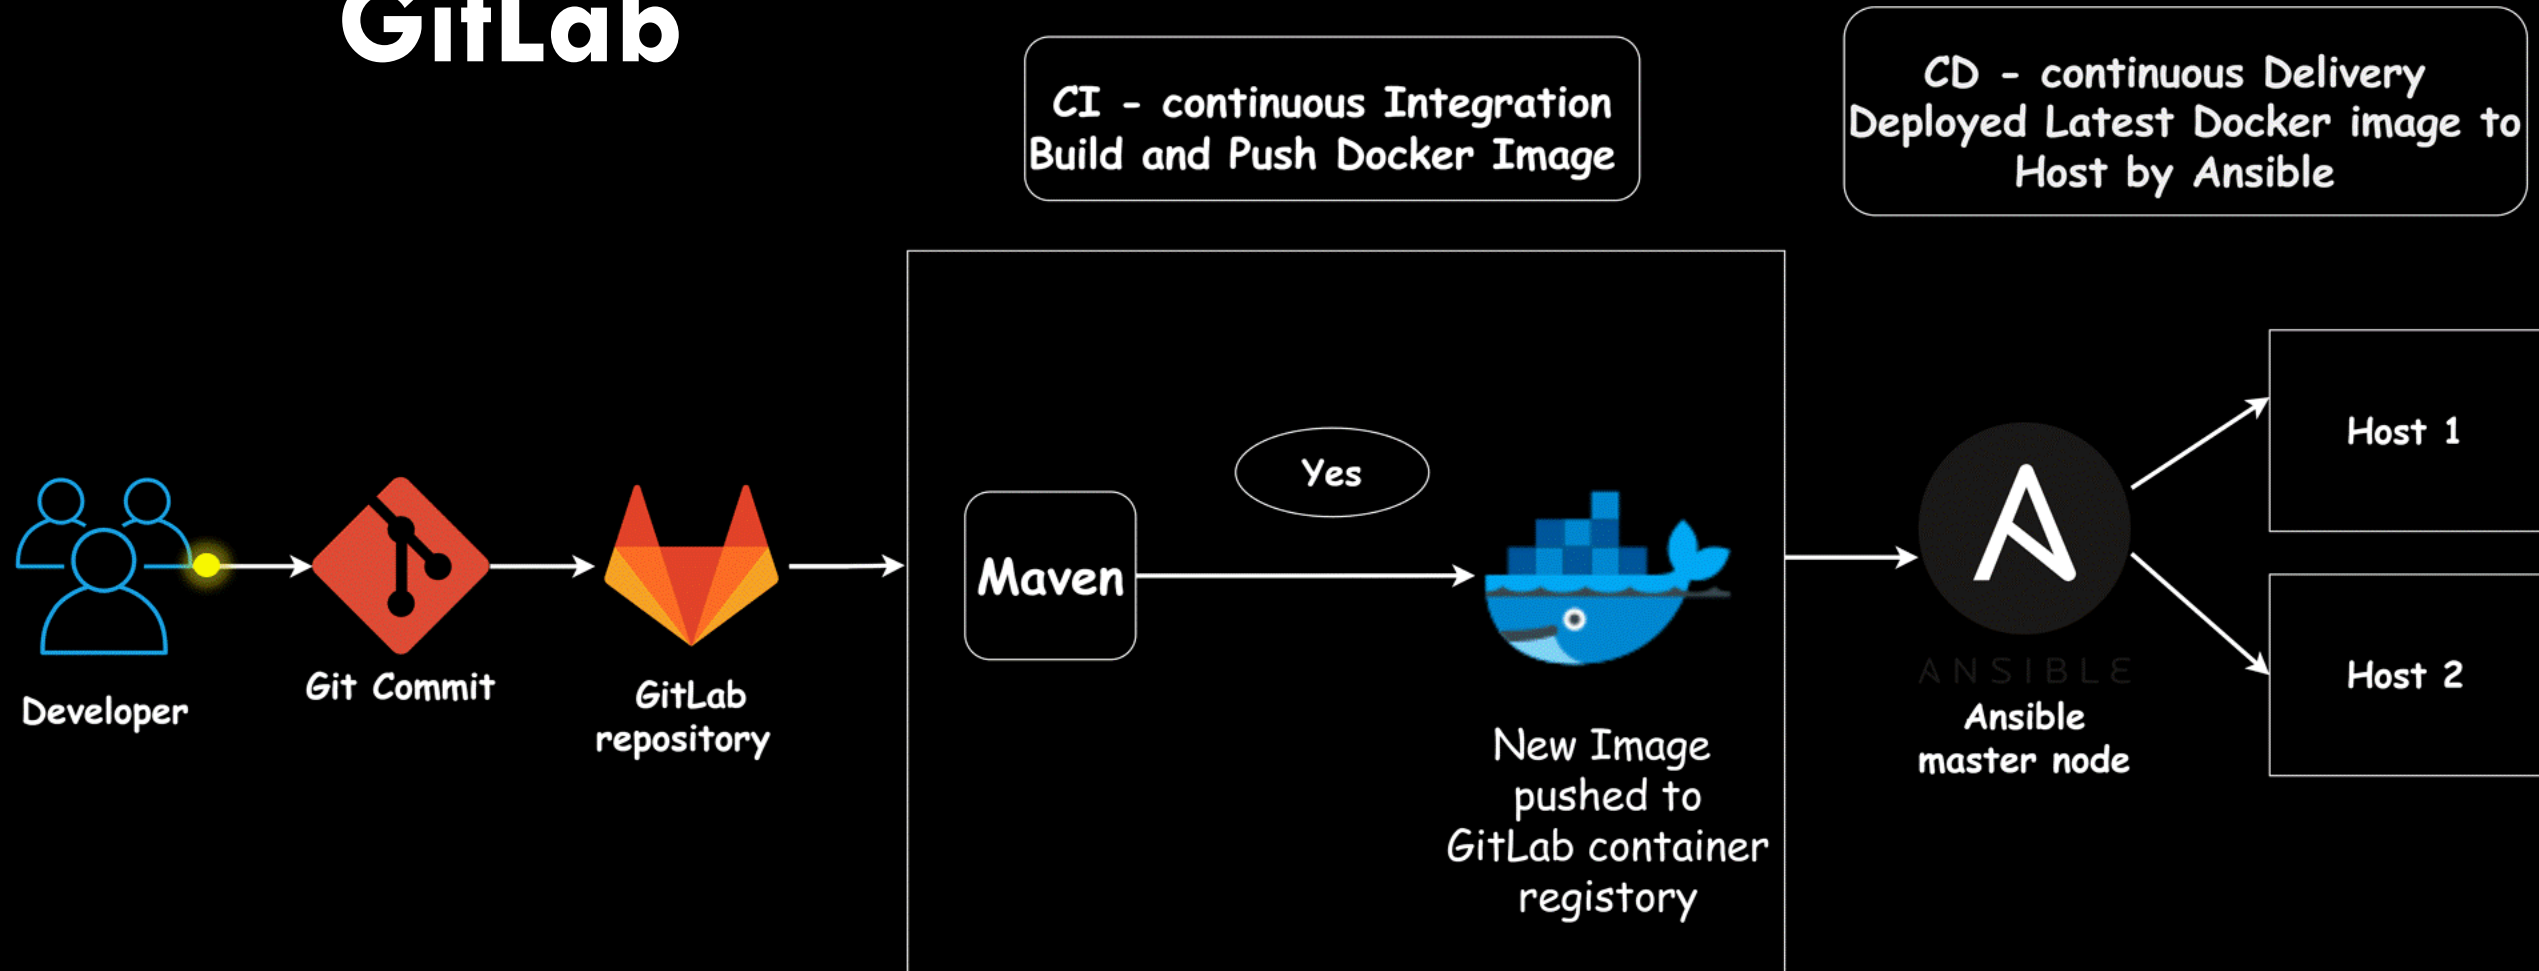 GitLab
CI - continuous Integration
Build and Push Docker Image
CD - continuous Delivery
Deployed Latest Docker image to
Host by Ansible
Developer
Git Commit
GitLab
repository
Maven
Yes
New Image
pushed to
GitLab container
registory
ANSIBLE
Ansible
master node
Host 1
Host 2